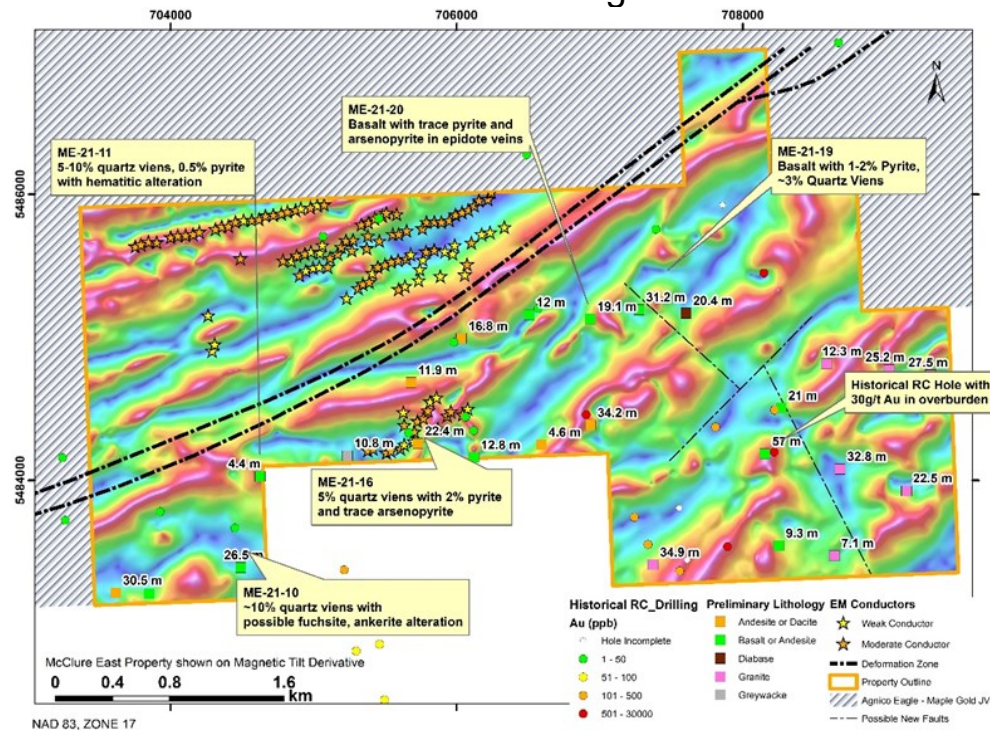 704000
706000
708000
N
ME-21-20
Basalt with trace pyrite and
arsenopyrite in epidote veins
ME-21-11
5-10% quartz viens, 0.5% pyrite
with hematitic alteration
ME-21-19
Basalt with 1-2% Pyrite,
~3% Quartz Viens
5486000
12 m
19.1 m
31.2 m
20.4 m
16.8 m
12.3 m
25.2 m
27.5 m
11.9 m
Historical RC Hole with
30g/t Au in overburden
21 m
34.2 m
22.4 m
4.6 m
10.8 m
12.8 m
57 m
4.4 m
32.8 m
5484000
22.5 m
ME-21-16
5% quartz viens with 2% pyrite
and trace arsenopyrite
9.3 m
7.1 m
26.5 m
34.9 m
30.5 m
ME-21-10
~10% quartz viens with
possible fuchsite, ankerite alteration
McClure East Property shown on Magnetic Tilt Derivative
0 0.4 0.8 1.6
km
NAD 83, ZONE 17
Historical RC_Drilling
Au (ppb)
Hole Incomplete
1 - 50
51 - 100
101 - 500
501 - 30000
Preliminary Lithology
Andesite or Dacite
Basalt or Andesite
Diabase
Granite
Greywacke
EM Conductors
Weak Conductor
Moderate Conductor
Deformation Zone
Property Outline
Agnico Eagle - Maple Gold JV
Possible New Faults